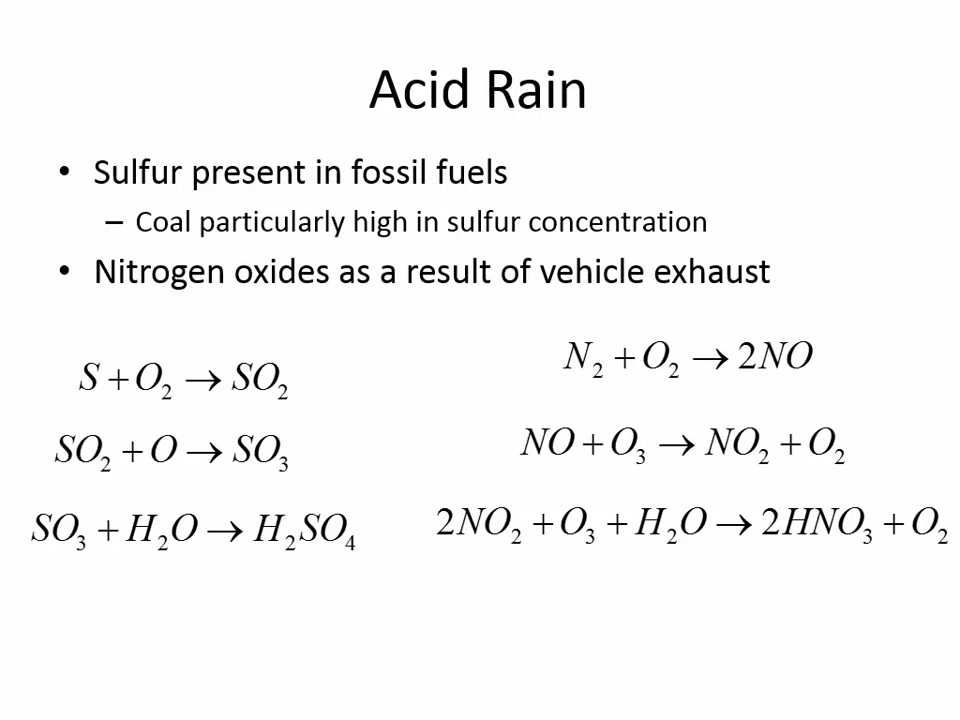 Acid Rain
• Sulfur present in fossil fuels
– Coal particularly high in sulfur concentration
• Nitrogen oxides as a result of vehicle exhaust
S + O₂ → SO₂
SO₂ + O → SO₃
SO₃ + H₂O → H₂SO₄
N₂ + O₂ → 2NO
NO + O₃ → NO₂ + O₂
2NO₂ + O₃ + H₂O → 2HNO₃ + O₂